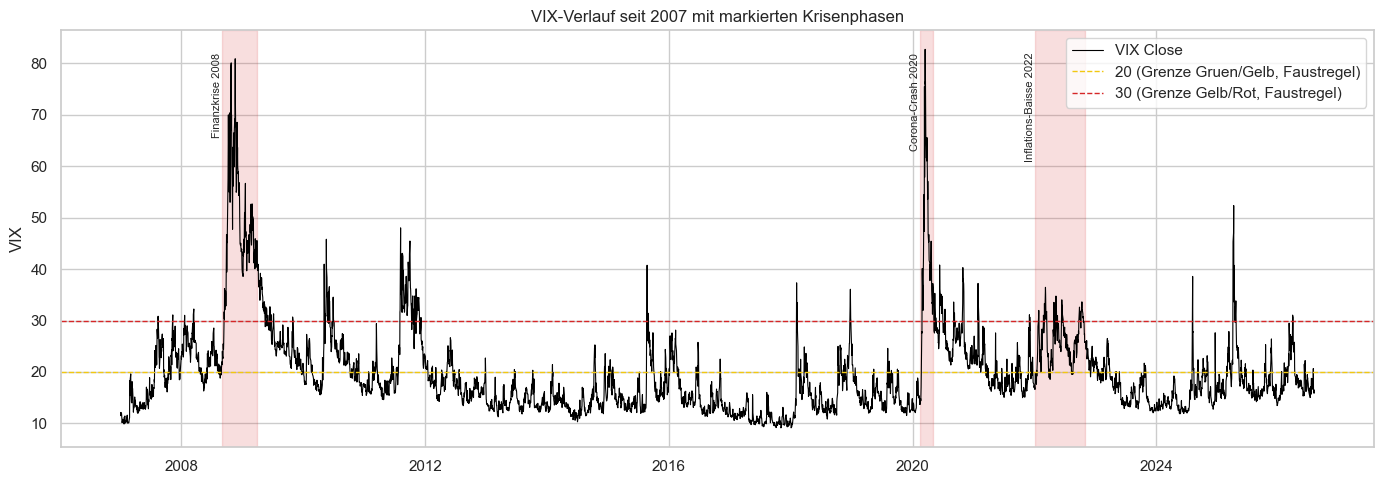 VIX-Verlauf seit 2007 mit markierten Krisenphasen
VIX Close
20 (Grenze Gruen/Gelb, Faustregel)
30 (Grenze Gelb/Rot, Faustregel)
Finanzkrise 2008
Corona-Crash 2020
Inflations-Baisse 2022
VIX
80
70
60
50
40
30
20
10
2008
2012
2016
2020
2024